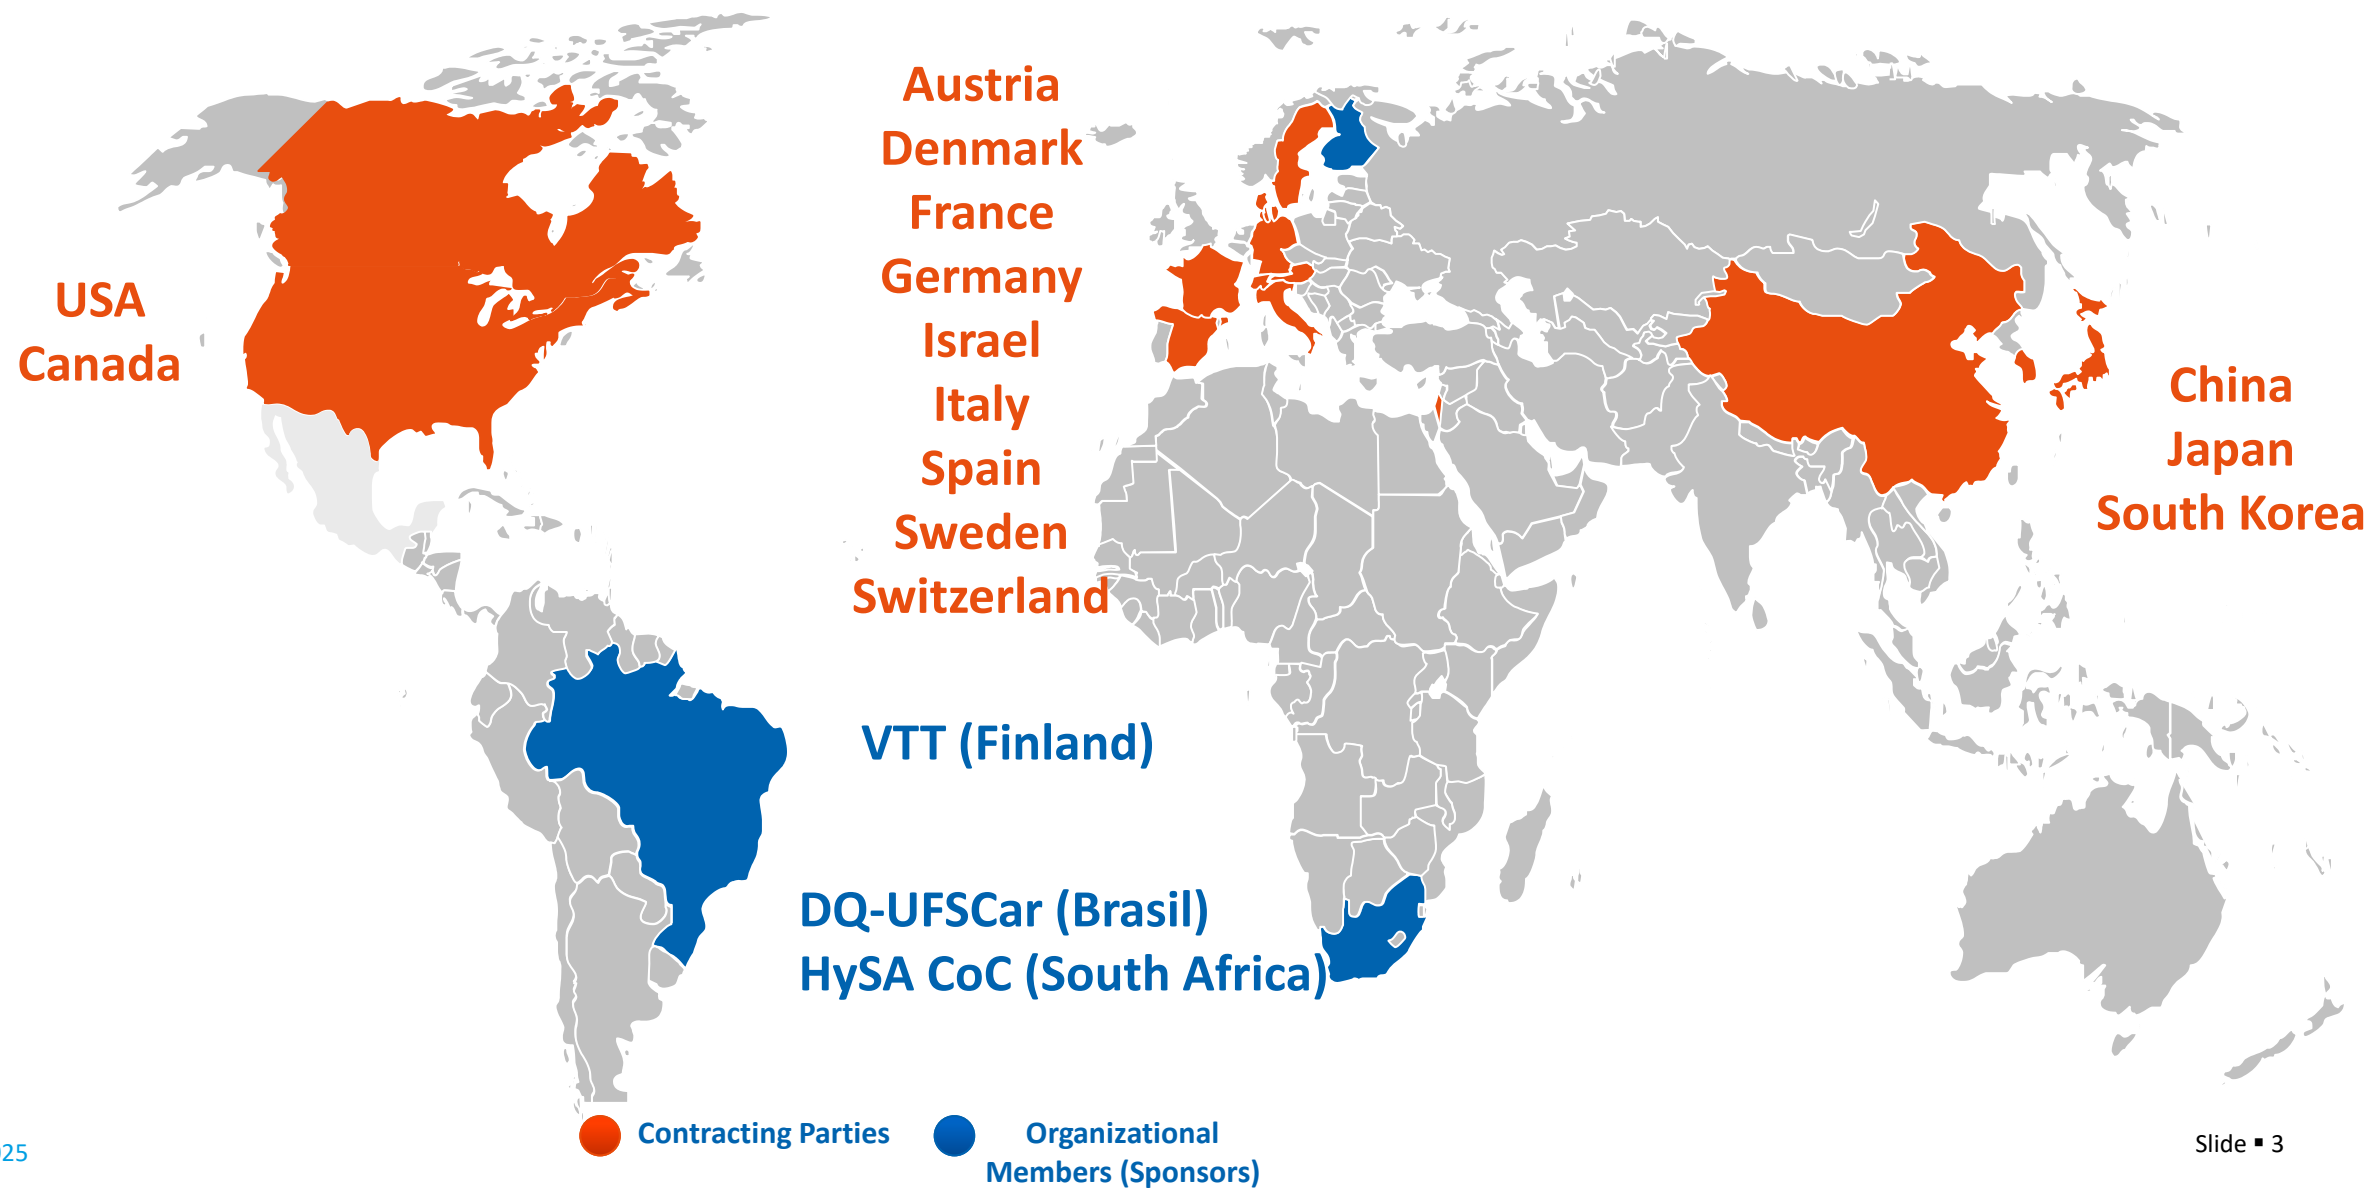 USA
Canada
Austria
Denmark
France
Germany
Israel
Italy
Spain
Sweden
Switzerland
China
Japan
South Korea
VTT (Finland)
DQ-UFSCar (Brasil)
HySA CoC (South Africa)
Contracting Parties
Organizational
Members (Sponsors)
25
Slide ▪ 3